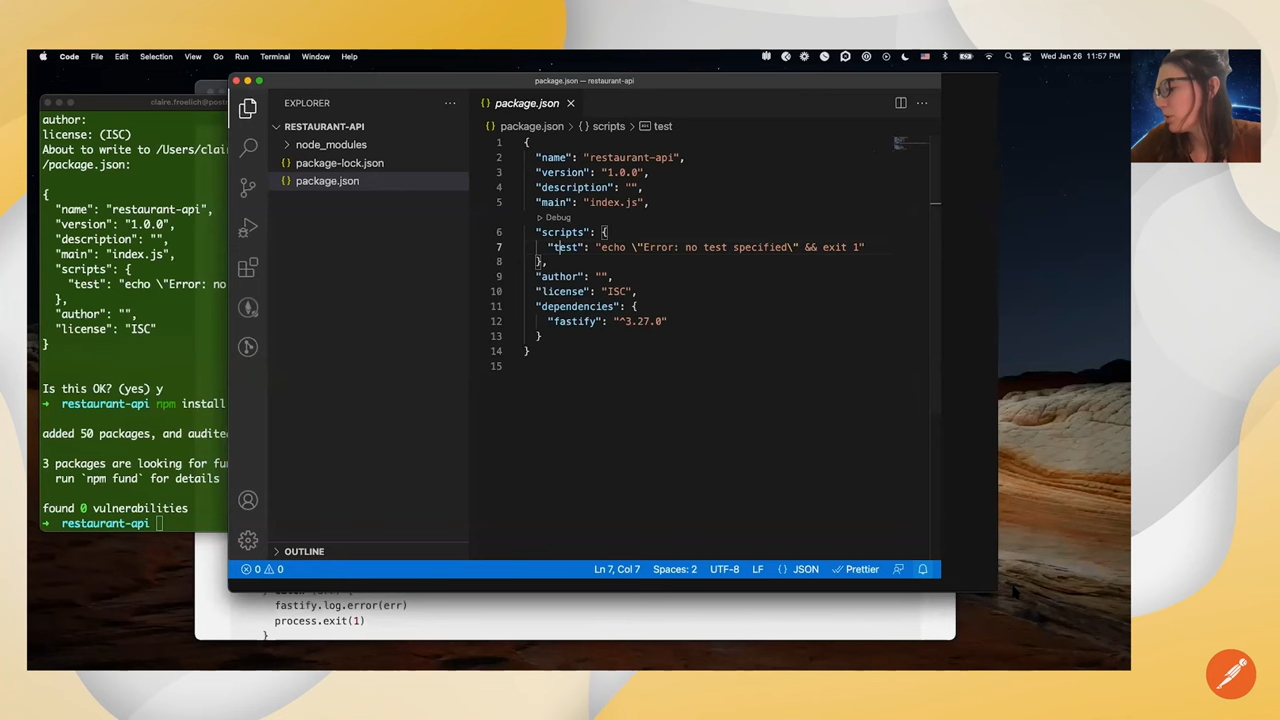 Code File Edit Selection View Go Run Terminal Window Help
Wed Jan 26 11:57 PM
package.json — restaurant-api
claire.froelich@post
author:
license: (ISC)
About to write to /Users/clai
/package.json:
{
"name": "restaurant-api",
"version": "1.0.0",
"description": "",
"main": "index.js",
"scripts": {
"test": "echo \"Error: no
},
"author": "",
"license": "ISC"
}
Is this OK? (yes) y
➜ restaurant-api npm install
added 50 packages, and audite
3 packages are looking for fu
run `npm fund` for details
found 0 vulnerabilities
➜ restaurant-api
EXPLORER
RESTAURANT-API
node_modules
{} package-lock.json
{} package.json
OUTLINE
{} package.json
{} package.json > {} scripts > test
1 {
2 "name": "restaurant-api",
3 "version": "1.0.0",
4 "description": "",
5 "main": "index.js",
Debug
6 "scripts": {
7 "test": "echo \"Error: no test specified\" && exit 1"
8 },
9 "author": "",
10 "license": "ISC",
11 "dependencies": {
12 "fastify": "^3.27.0"
13 }
14 }
15
0 0 Ln 7, Col 7 Spaces: 2 UTF-8 LF {} JSON Prettier
fastify.log.error(err)
process.exit(1)
}